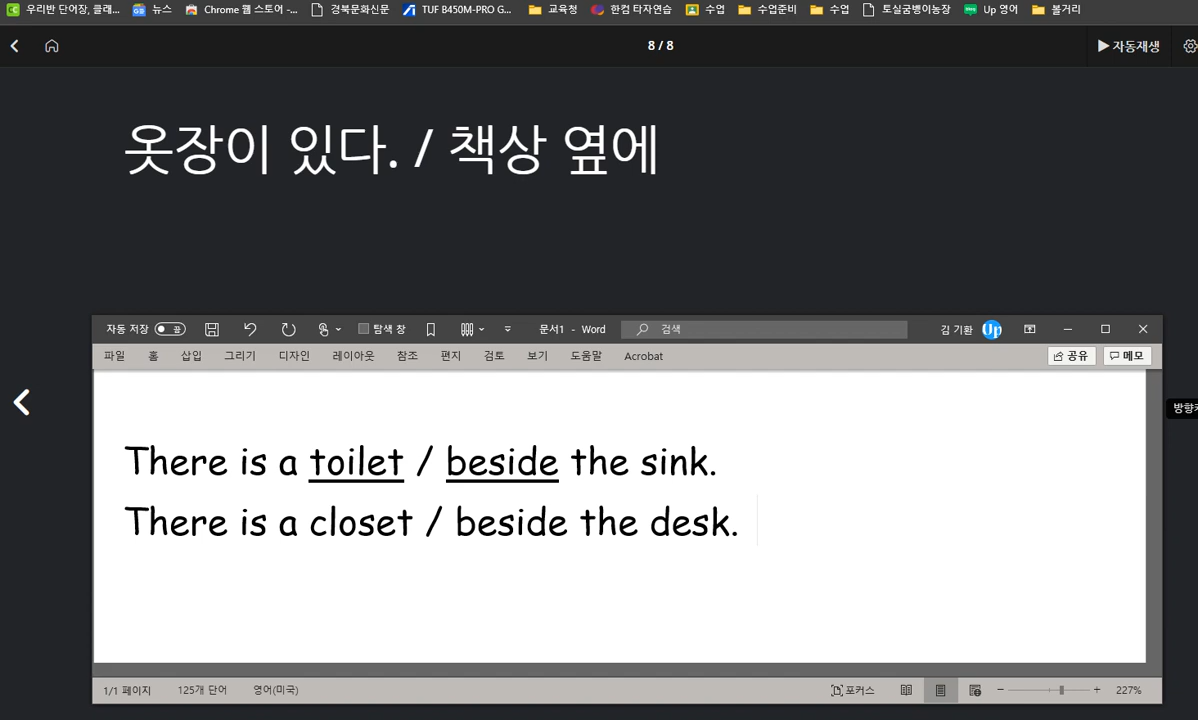 우리반 단어장, 클래...
뉴스
Chrome 웹 스토어 -...
경북문화신문
TUF B450M-PRO G...
교육청
한컴 타자연습
수업
수업준비
수업
토실굼벵이농장
Up 영어
볼거리
8 / 8
자동재생
옷장이 있다. / 책상 옆에
자동 저장
끔
탐색 창
문서1 - Word
검색
김 기환
Up
파일 홈 삽입 그리기 디자인 레이아웃 참조 편지 검토 보기 도움말 Acrobat
공유
메모
방향키
There is a toilet / beside the sink.
There is a closet / beside the desk.
1/1 페이지
125개 단어
영어(미국)
포커스
227%